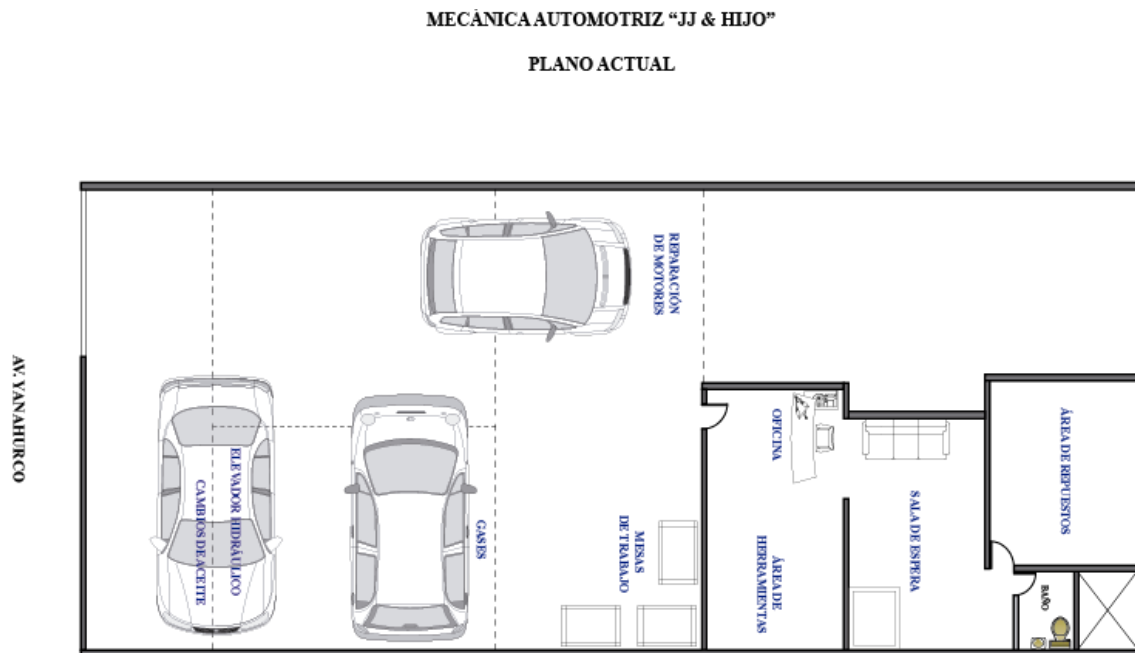 MECÁNICA AUTOMOTRIZ “JJ & HIJO”
PLANO ACTUAL
AV. YANAHURCO
ELEVADOR HIDRÁULICO
CAMBIOS DE ACEITE
GASES
REPARACIÓN
DE MOTORES
MESAS
DE TRABAJO
OFICINA
ÁREA DE
HERRAMIENTAS
SALA DE ESPERA
ÁREA DE REPUESTOS
BAÑO